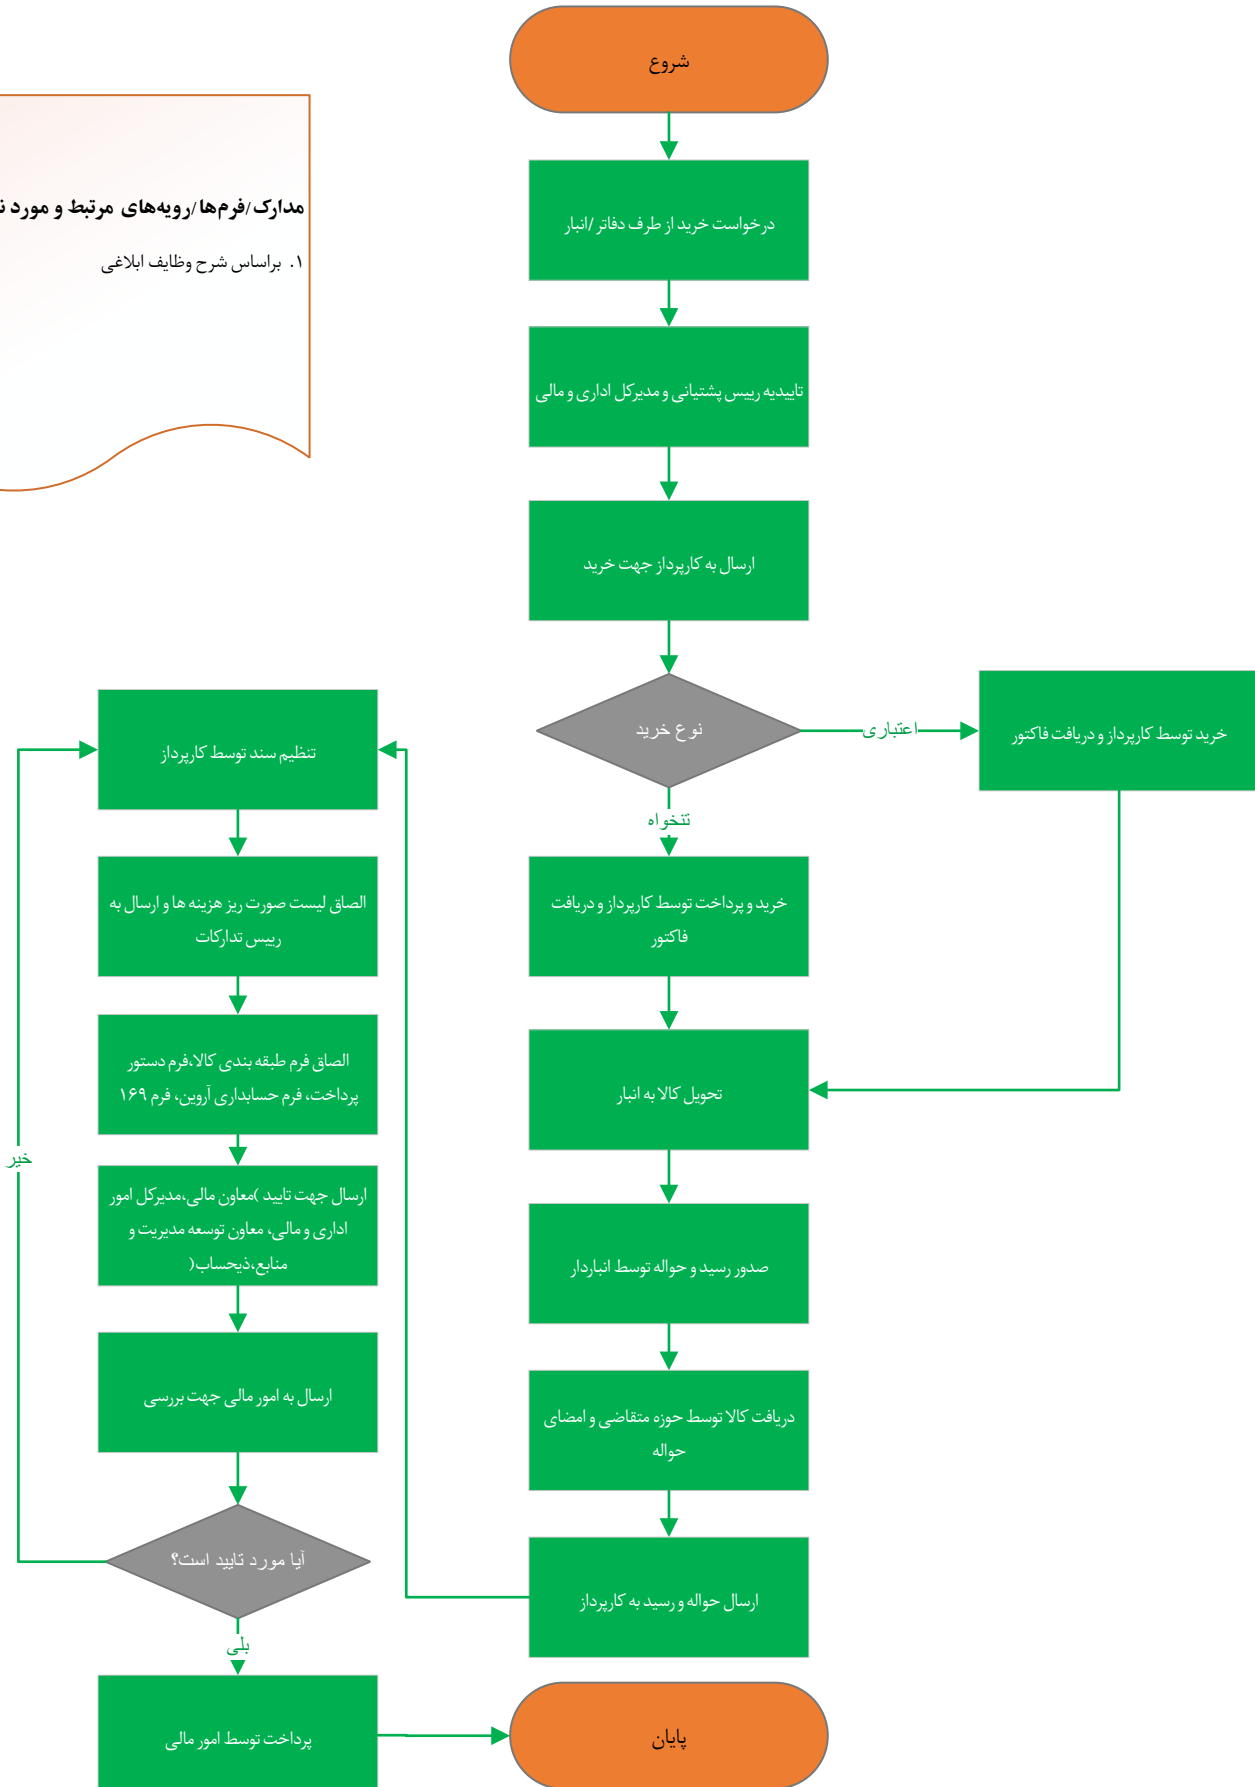 شروع
مدارک/فرم‌ها/رویه‌های مرتبط و مورد
۱. براساس شرح وظایف ابلاغی
درخواست خرید از طرف دفاتر/انبار
تاییدیه رییس پشتیبانی و مدیرکل اداری و مالی
ارسال به کارپرداز جهت خرید
نوع خرید
اعتباری
خرید توسط کارپرداز و دریافت فاکتور
تنخواه
خرید و پرداخت توسط کارپرداز و دریافت
فاکتور
تحویل کالا به انبار
صدور رسید و حواله توسط انباردار
دریافت کالا توسط حوزه متقاضی و امضای
حواله
ارسال حواله و رسید به کارپرداز
تنظیم سند توسط کارپرداز
الصاق لیست صورت ریز هزینه ها و ارسال به
رییس تدارکات
الصاق فرم طبقه بندی کالا،فرم دستور
پرداخت، فرم حسابداری آروین، فرم ۱۶۹
ارسال جهت تایید )معاون مالی،مدیرکل امور
اداری و مالی، معاون توسعه مدیریت و
منابع،ذیحساب(
ارسال به امور مالی جهت بررسی
آیا مورد تایید است؟
خیر
بلی
پرداخت توسط امور مالی
پایان